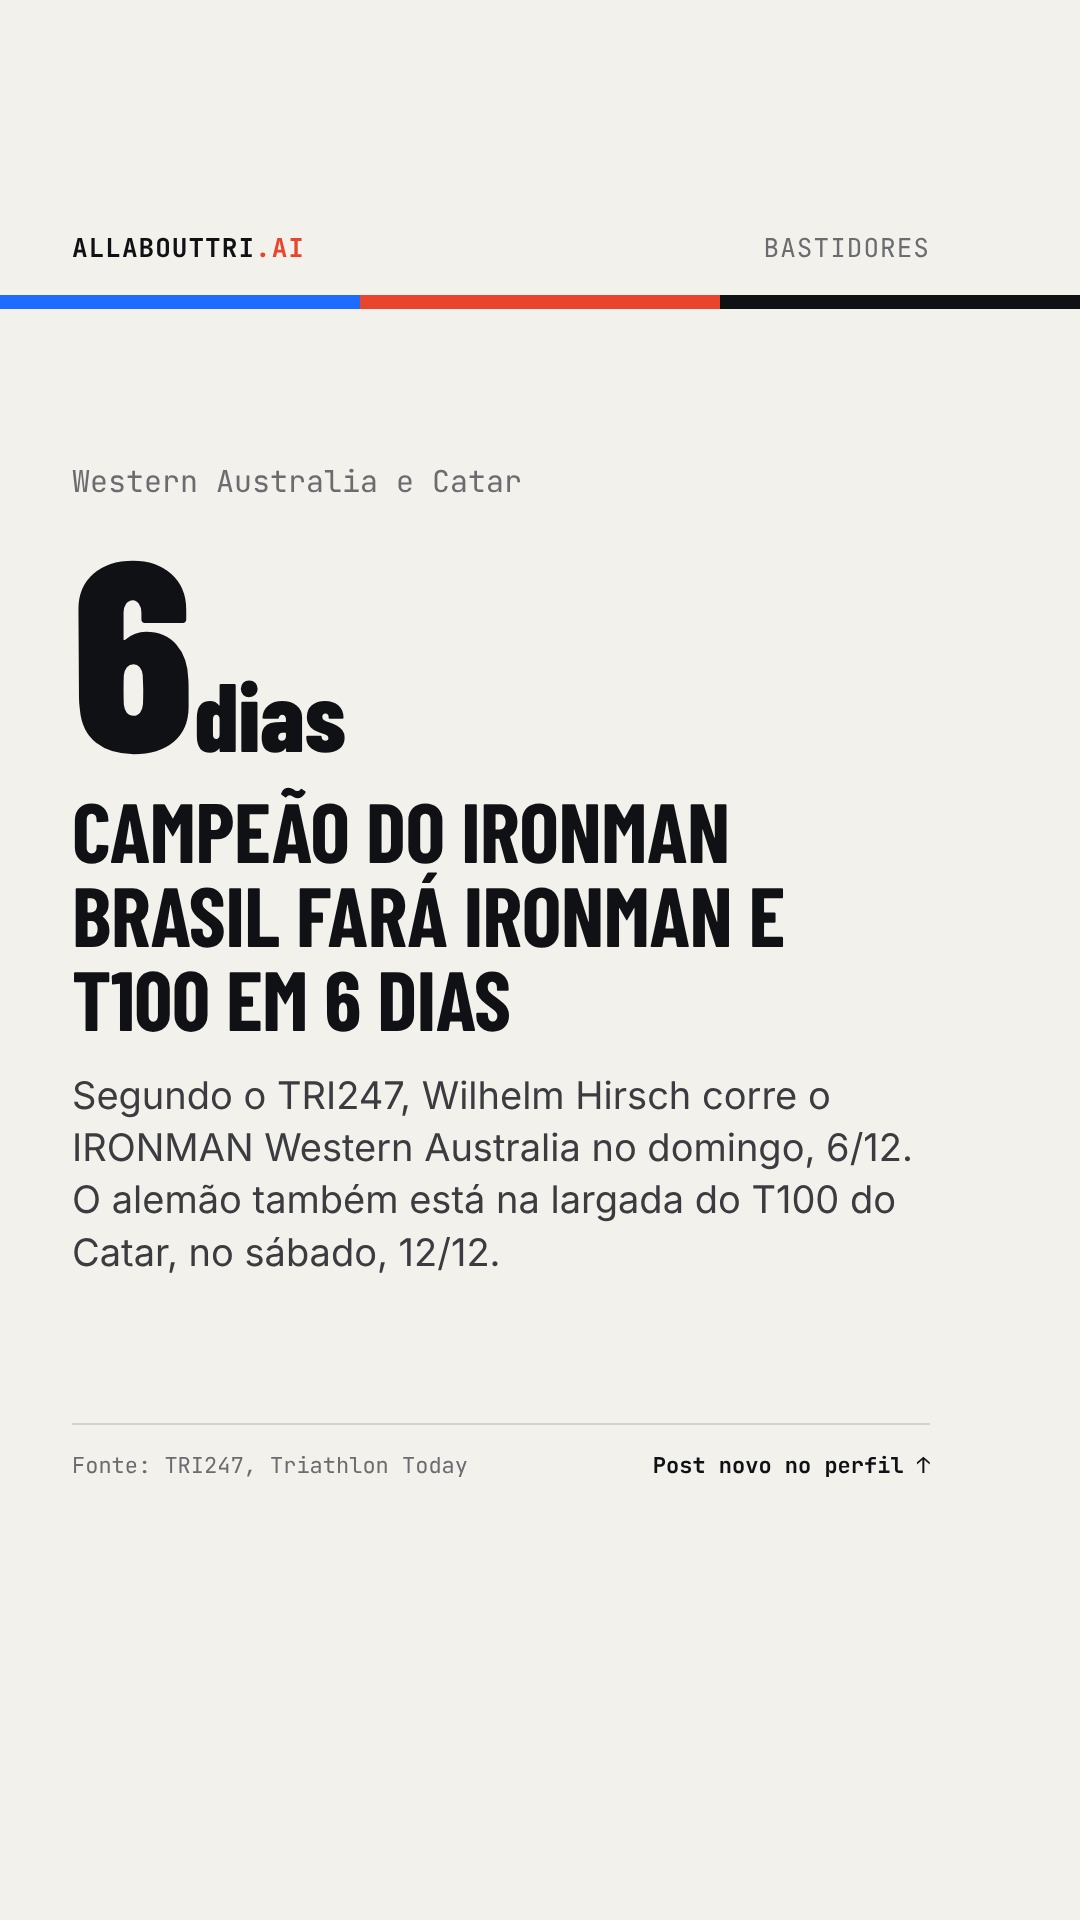 ALLABOUTTRI.AI
BASTIDORES
Western Australia e Catar
6dias
CAMPEÃO DO IRONMAN
BRASIL FARÁ IRONMAN E
T100 EM 6 DIAS
Segundo o TRI247, Wilhelm Hirsch corre o
IRONMAN Western Australia no domingo, 6/12.
O alemão também está na largada do T100 do
Catar, no sábado, 12/12.
Fonte: TRI247, Triathlon Today
Post novo no perfil ↑